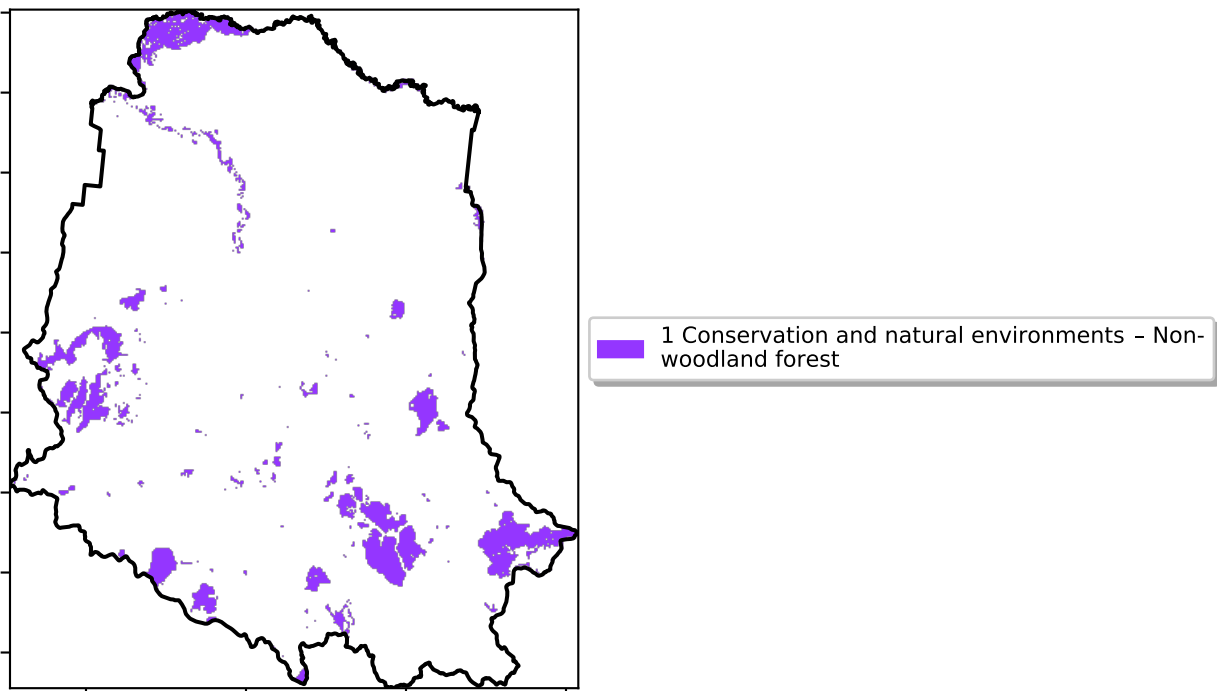 1 Conservation and natural environments – Non-
woodland forest